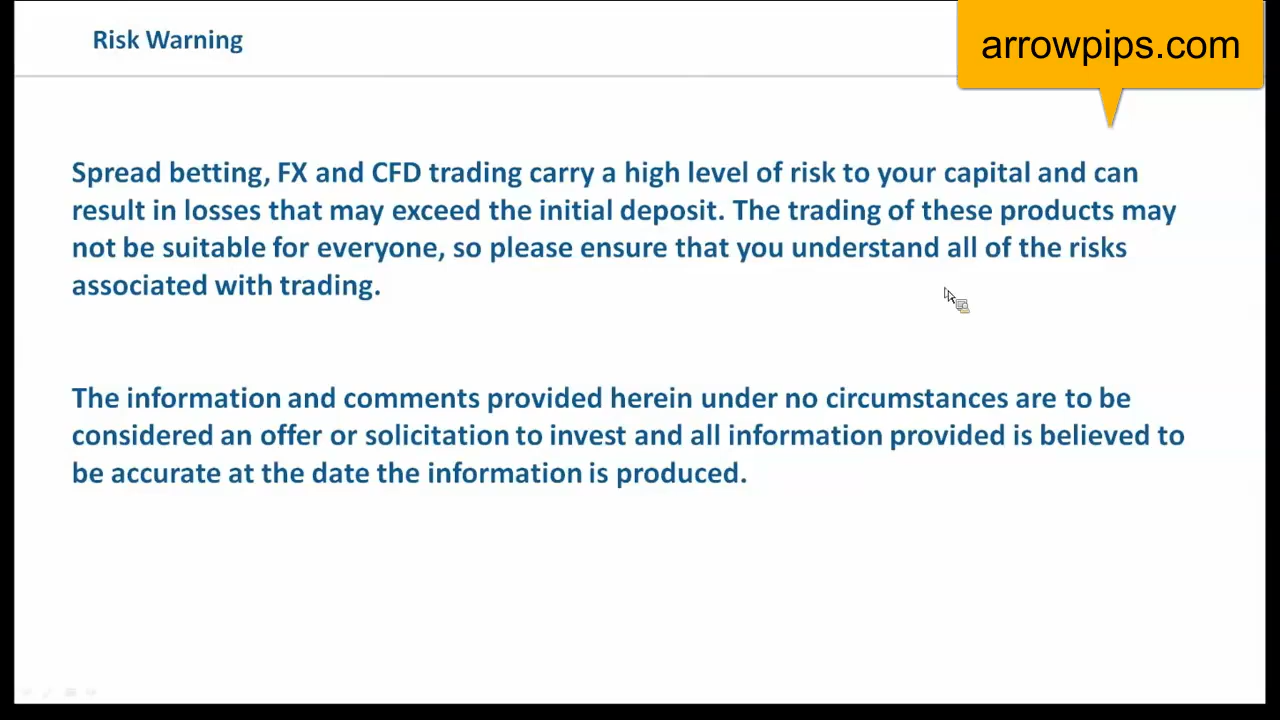 Risk Warning
arrowpips.com
Spread betting, FX and CFD trading carry a high level of risk to your capital and can
result in losses that may exceed the initial deposit. The trading of these products may
not be suitable for everyone, so please ensure that you understand all of the risks
associated with trading.
The information and comments provided herein under no circumstances are to be
considered an offer or solicitation to invest and all information provided is believed to
be accurate at the date the information is produced.